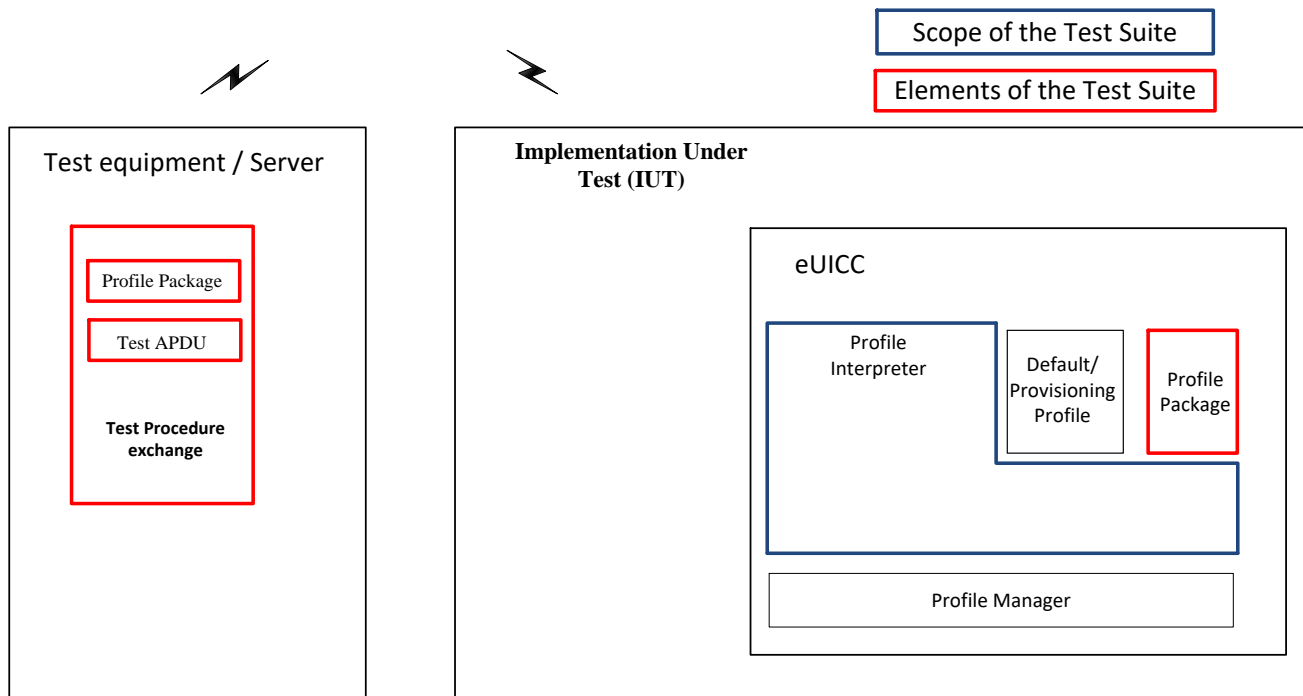 Scope of the Test Suite
Elements of the Test Suite
Test equipment / Server
Profile Package
Test APDU
Test Procedure
exchange
Implementation Under
Test (IUT)
eUICC
Profile
Interpreter
Default/
Provisioning
Profile
Profile
Package
Profile Manager